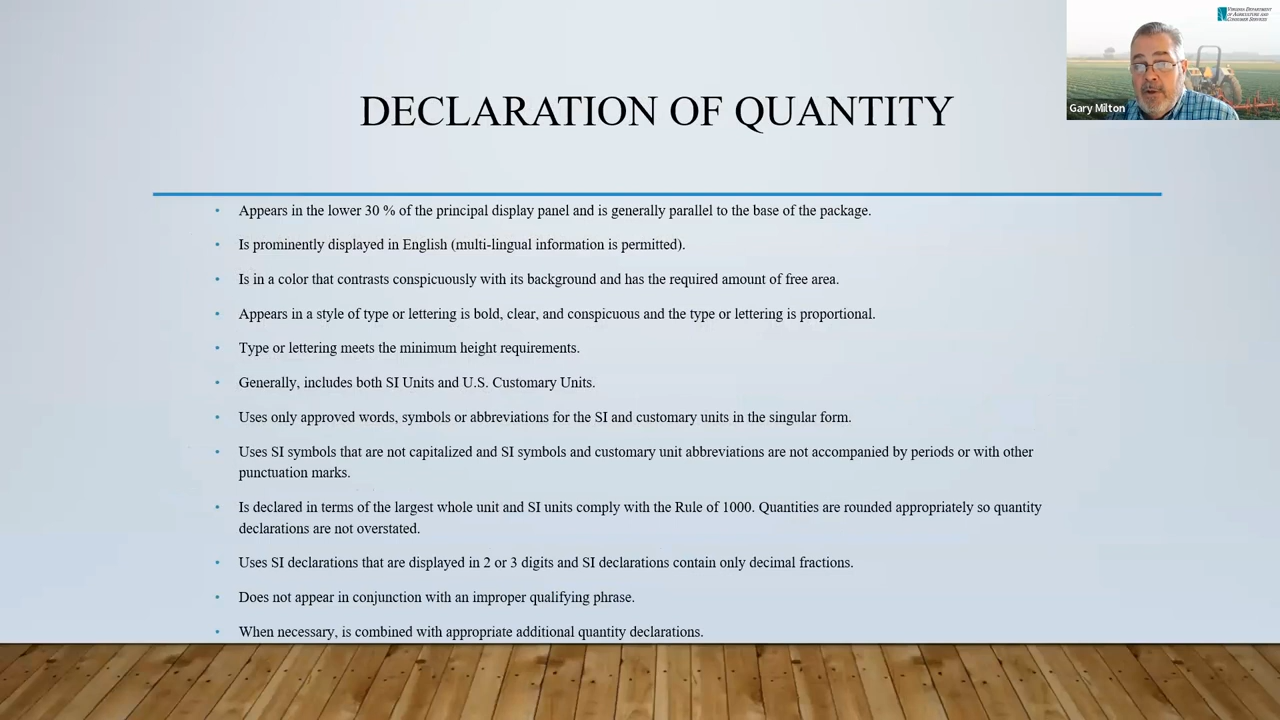 VIRGINIA DEPARTMENT
OF AGRICULTURE AND
CONSUMER SERVICES
Gary Milton
DECLARATION OF QUANTITY
• Appears in the lower 30 % of the principal display panel and is generally parallel to the base of the package.
• Is prominently displayed in English (multi-lingual information is permitted).
• Is in a color that contrasts conspicuously with its background and has the required amount of free area.
• Appears in a style of type or lettering is bold, clear, and conspicuous and the type or lettering is proportional.
• Type or lettering meets the minimum height requirements.
• Generally, includes both SI Units and U.S. Customary Units.
• Uses only approved words, symbols or abbreviations for the SI and customary units in the singular form.
• Uses SI symbols that are not capitalized and SI symbols and customary unit abbreviations are not accompanied by periods or with other
punctuation marks.
• Is declared in terms of the largest whole unit and SI units comply with the Rule of 1000. Quantities are rounded appropriately so quantity
declarations are not overstated.
• Uses SI declarations that are displayed in 2 or 3 digits and SI declarations contain only decimal fractions.
• Does not appear in conjunction with an improper qualifying phrase.
• When necessary, is combined with appropriate additional quantity declarations.